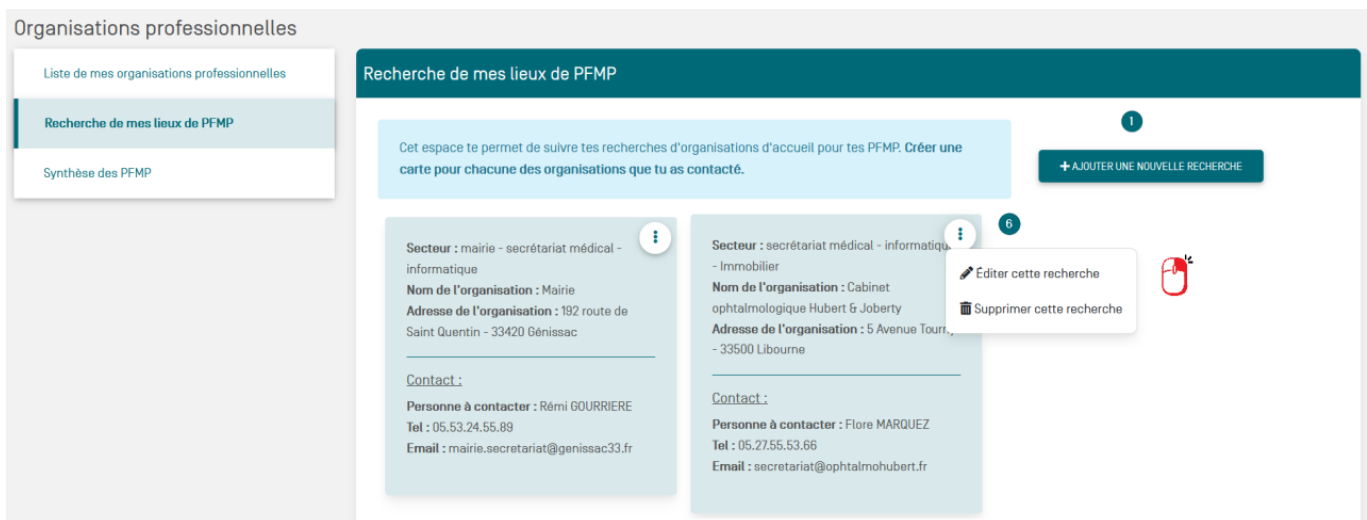 Organisations professionnelles
Liste de mes organisations professionnelles
Recherche de mes lieux de PFMP
Synthèse des PFMP
Recherche de mes lieux de PFMP
Cet espace te permet de suivre tes recherches d'organisations d'accueil pour tes PFMP. Créer une
carte pour chacune des organisations que tu as contacté.
1
+ AJOUTER UNE NOUVELLE RECHERCHE
Secteur : mairie - secrétariat médical -
informatique
Nom de l'organisation : Mairie
Adresse de l'organisation : 192 route de
Saint Quentin - 33420 Génissac
Contact :
Personne à contacter : Rémi GOURRIERE
Tel : 05.53.24.55.89
Email : mairie.secretariat@genissac33.fr
Secteur : secrétariat médical - informatiqu
- Immobilier
Nom de l'organisation : Cabinet
ophtalmologique Hubert & Joberty
Adresse de l'organisation : 5 Avenue Tourn
- 33500 Libourne
Contact :
Personne à contacter : Flore MARQUEZ
Tel : 05.27.55.53.66
Email : secretariat@ophtalmohubert.fr
6
Éditer cette recherche
Supprimer cette recherche